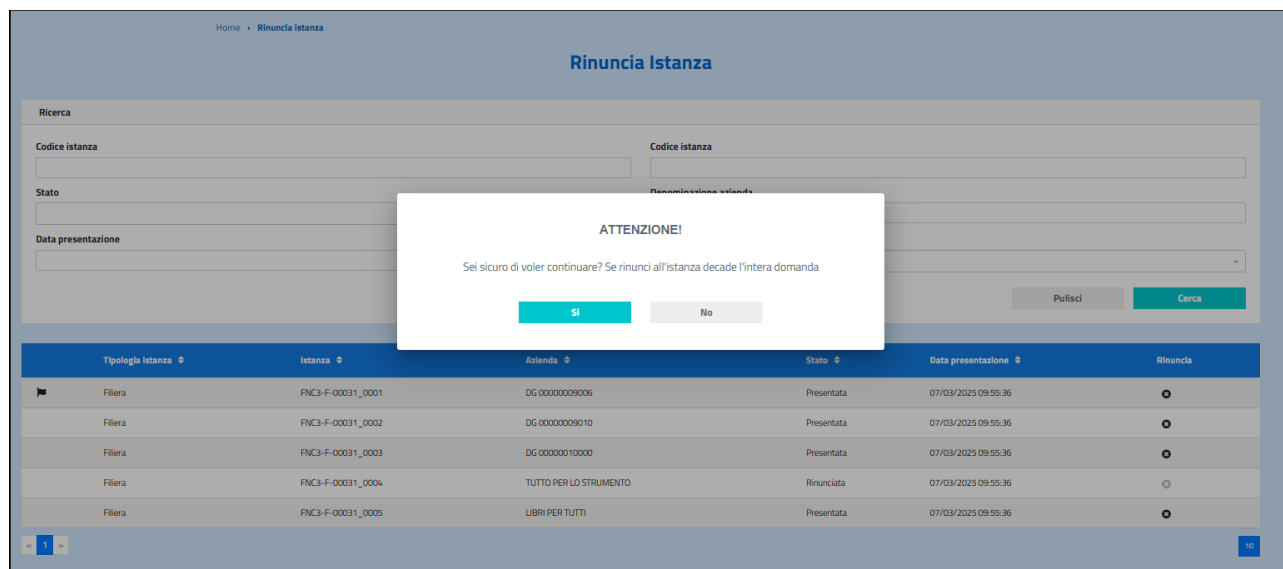 Home › Rinuncia Istanza
Rinuncia Istanza
Ricerca
Codice istanza Codice istanza
Stato Denominazione azienda
Data presentazione
ATTENZIONE!
Sei sicuro di voler continuare? Se rinunci all'istanza decade l'intera domanda
Si No
Pulisci Cerca
Tipologia Istanza Istanza Azienda Stato Data presentazione Rinuncia
Filiera FNC3-F-00031_0001 DG 00000009006 Presentata 07/03/2025 09:55:36
Filiera FNC3-F-00031_0002 DG 00000009010 Presentata 07/03/2025 09:55:36
Filiera FNC3-F-00031_0003 DG 00000010000 Presentata 07/03/2025 09:55:36
Filiera FNC3-F-00031_0004 TUTTO PER LO STRUMENTO Rinunciata 07/03/2025 09:55:36
Filiera FNC3-F-00031_0005 LIBRI PER TUTTI Presentata 07/03/2025 09:55:36
« 1 » 10